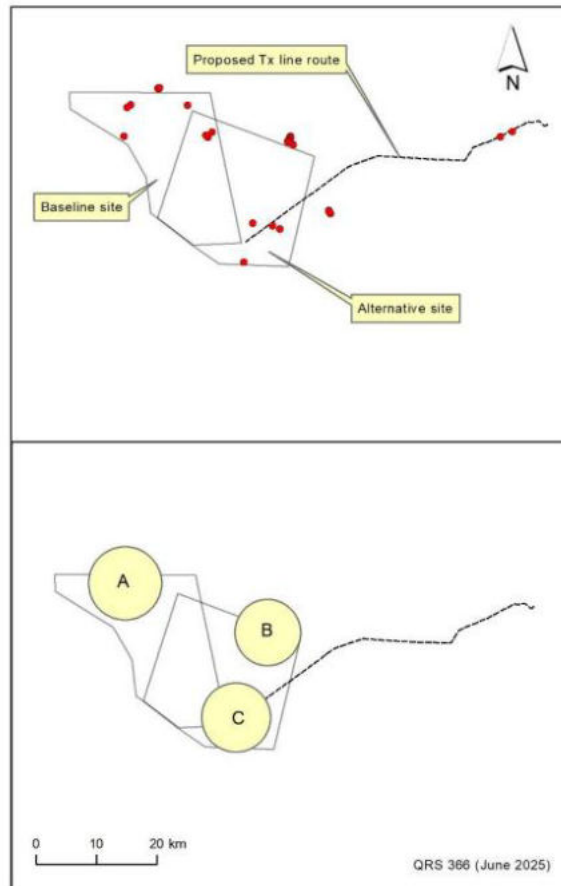 Proposed Tx line route
N
Baseline site
Alternative site
A
B
C
0 10 20 km
QRS 366 (June 2025)